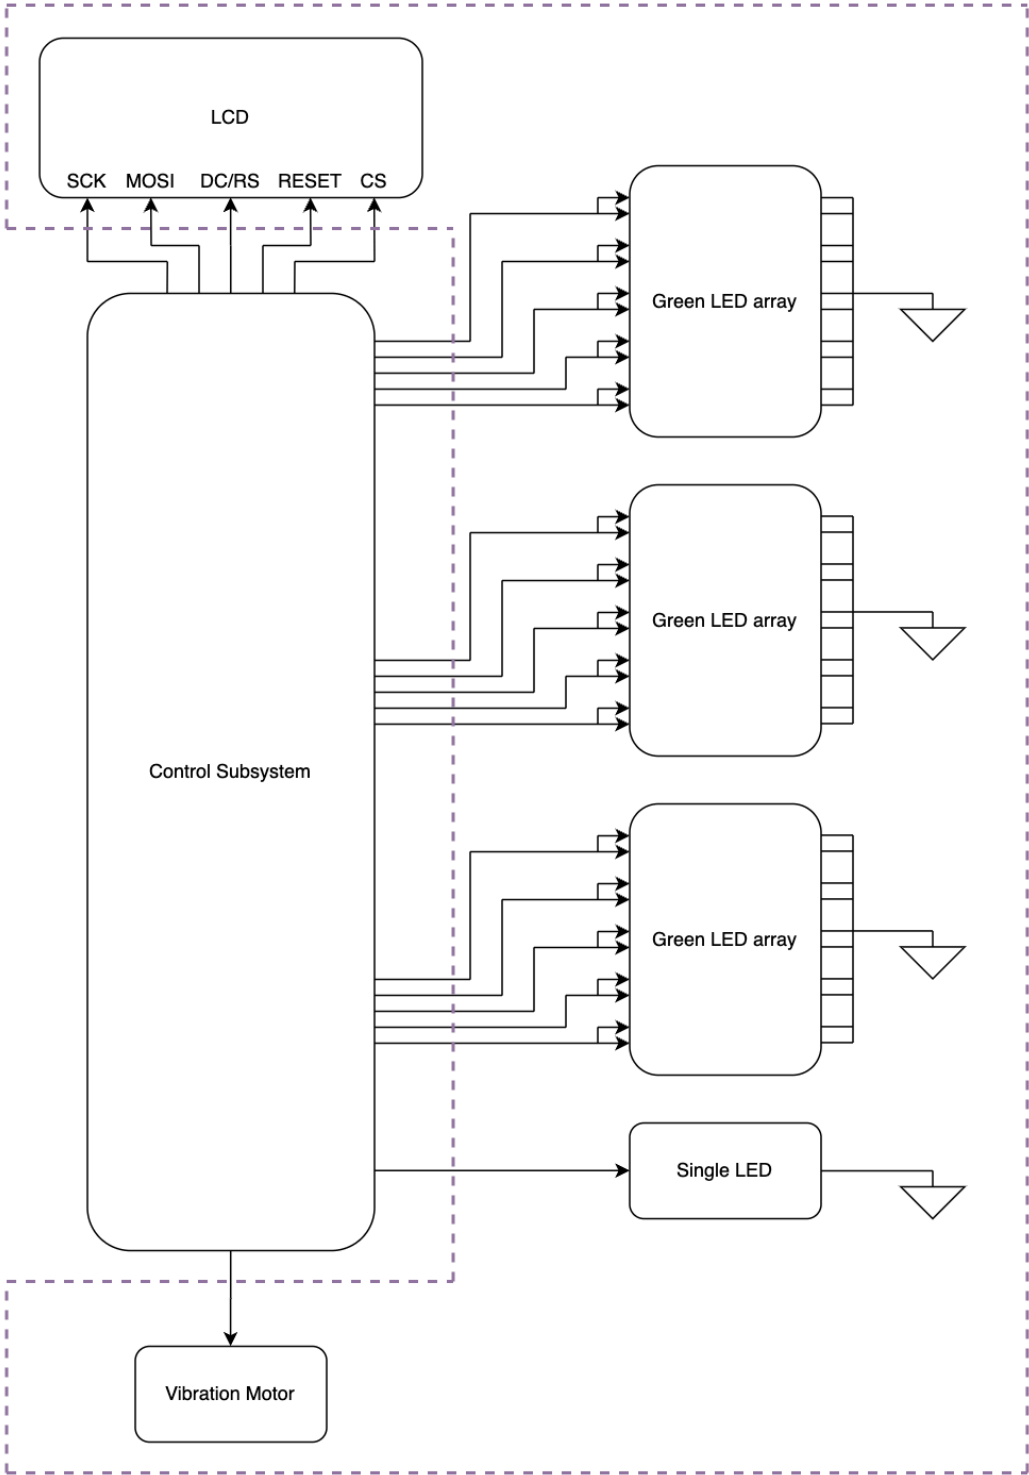 LCD
SCK MOSI DC/RS RESET CS
Green LED array
Green LED array
Control Subsystem
Green LED array
Single LED
Vibration Motor